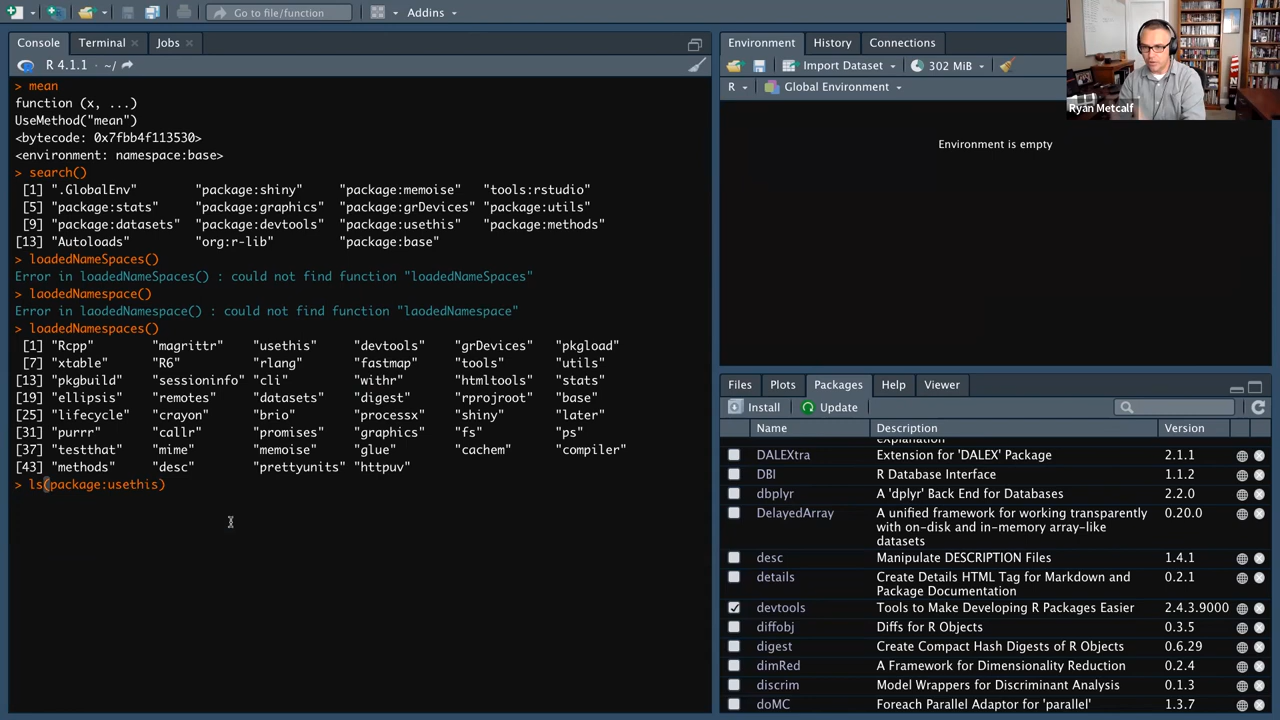 Go to file/function
Addins
Console
Terminal
Jobs
R 4.1.1 · ~/
> mean
function (x, ...)
UseMethod("mean")
<bytecode: 0x7fbb4f113530>
<environment: namespace:base>
> search()
[1] ".GlobalEnv" "package:shiny" "package:memoise" "tools:rstudio"
[5] "package:stats" "package:graphics" "package:grDevices" "package:utils"
[9] "package:datasets" "package:devtools" "package:usethis" "package:methods"
[13] "Autoloads" "org:r-lib" "package:base"
> loadedNameSpaces()
Error in loadedNameSpaces() : could not find function "loadedNameSpaces"
> laodedNamespace()
Error in laodedNamespace() : could not find function "laodedNamespace"
> loadedNamespaces()
[1] "Rcpp" "magrittr" "usethis" "devtools" "grDevices" "pkgload"
[7] "xtable" "R6" "rlang" "fastmap" "tools" "utils"
[13] "pkgbuild" "sessioninfo" "cli" "withr" "htmltools" "stats"
[19] "ellipsis" "remotes" "datasets" "digest" "rprojroot" "base"
[25] "lifecycle" "crayon" "brio" "processx" "shiny" "later"
[31] "purrr" "callr" "promises" "graphics" "fs" "ps"
[37] "testthat" "mime" "memoise" "glue" "cachem" "compiler"
[43] "methods" "desc" "prettyunits" "httpuv"
> ls(package:usethis)
Environment
History
Connections
Import Dataset
302 MiB
R
Global Environment
Environment is empty
Ryan Metcalf
Files
Plots
Packages
Help
Viewer
Install
Update
Name Description Version
Explanation
DALEXtra Extension for 'DALEX' Package 2.1.1
DBI R Database Interface 1.1.2
dbplyr A 'dplyr' Back End for Databases 2.2.0
DelayedArray A unified framework for working transparently 0.20.0
with on-disk and in-memory array-like
datasets
desc Manipulate DESCRIPTION Files 1.4.1
details Create Details HTML Tag for Markdown and 0.2.1
Package Documentation
devtools Tools to Make Developing R Packages Easier 2.4.3.9000
diffobj Diffs for R Objects 0.3.5
digest Create Compact Hash Digests of R Objects 0.6.29
dimRed A Framework for Dimensionality Reduction 0.2.4
discrim Model Wrappers for Discriminant Analysis 0.1.3
doMC Foreach Parallel Adaptor for 'parallel' 1.3.7